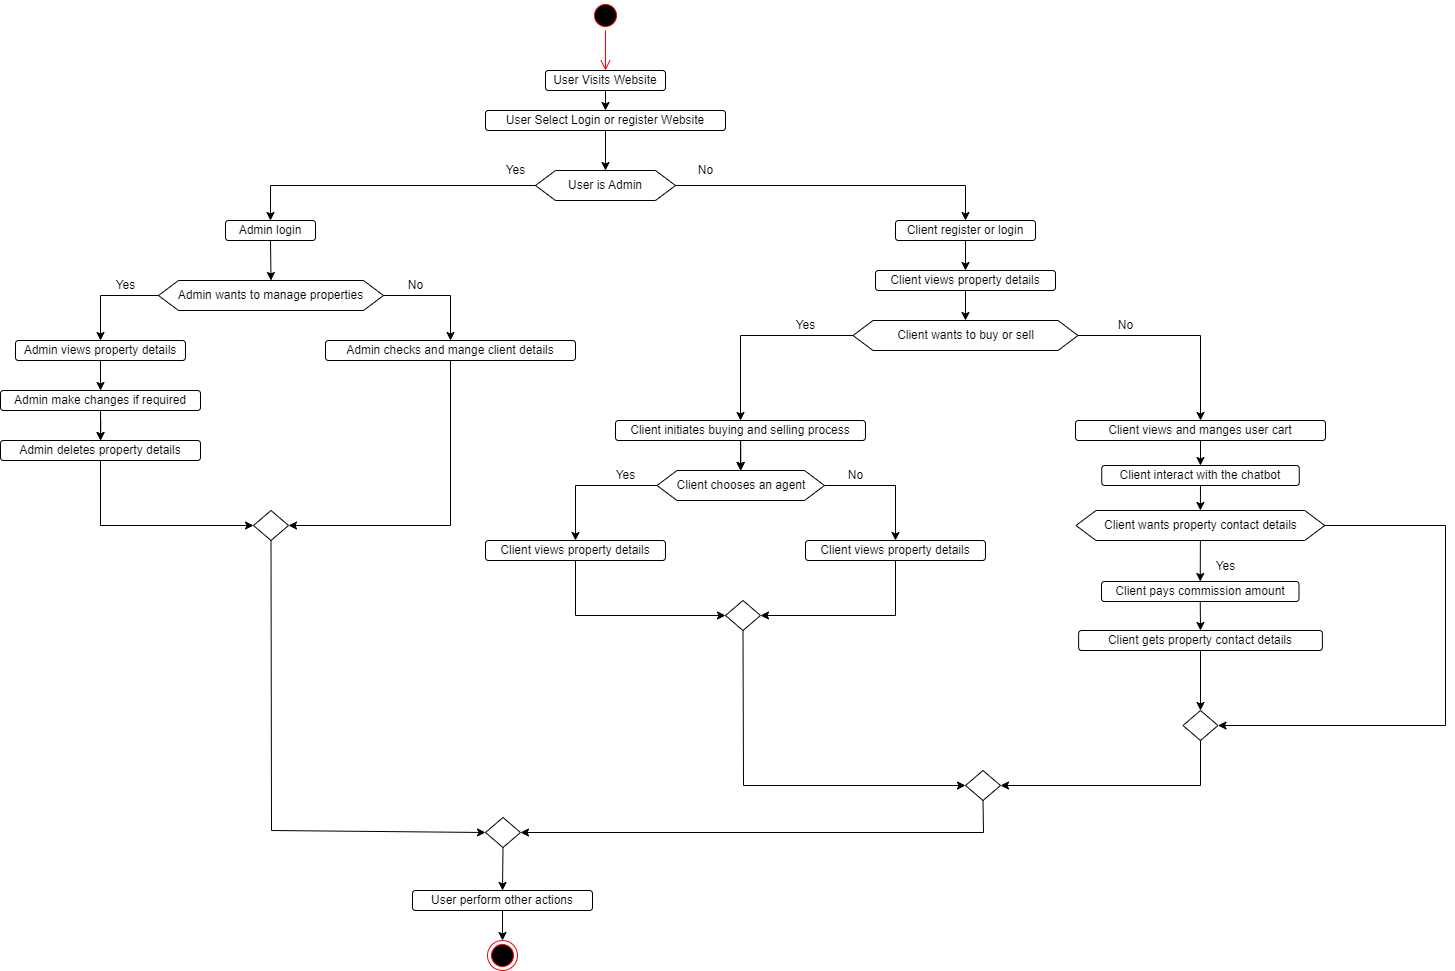 User Visits Website
User Select Login or register Website
Yes
No
User is Admin
Admin login
Client register or login
Yes
No
Admin wants to manage properties
Client views property details
Yes
No
Client wants to buy or sell
Admin views property details
Admin checks and mange client details
Admin make changes if required
Admin deletes property details
Client initiates buying and selling process
Client views and manges user cart
Yes
No
Client chooses an agent
Client interact with the chatbot
Client wants property contact details
Client views property details
Client views property details
Yes
Client pays commission amount
Client gets property contact details
User perform other actions